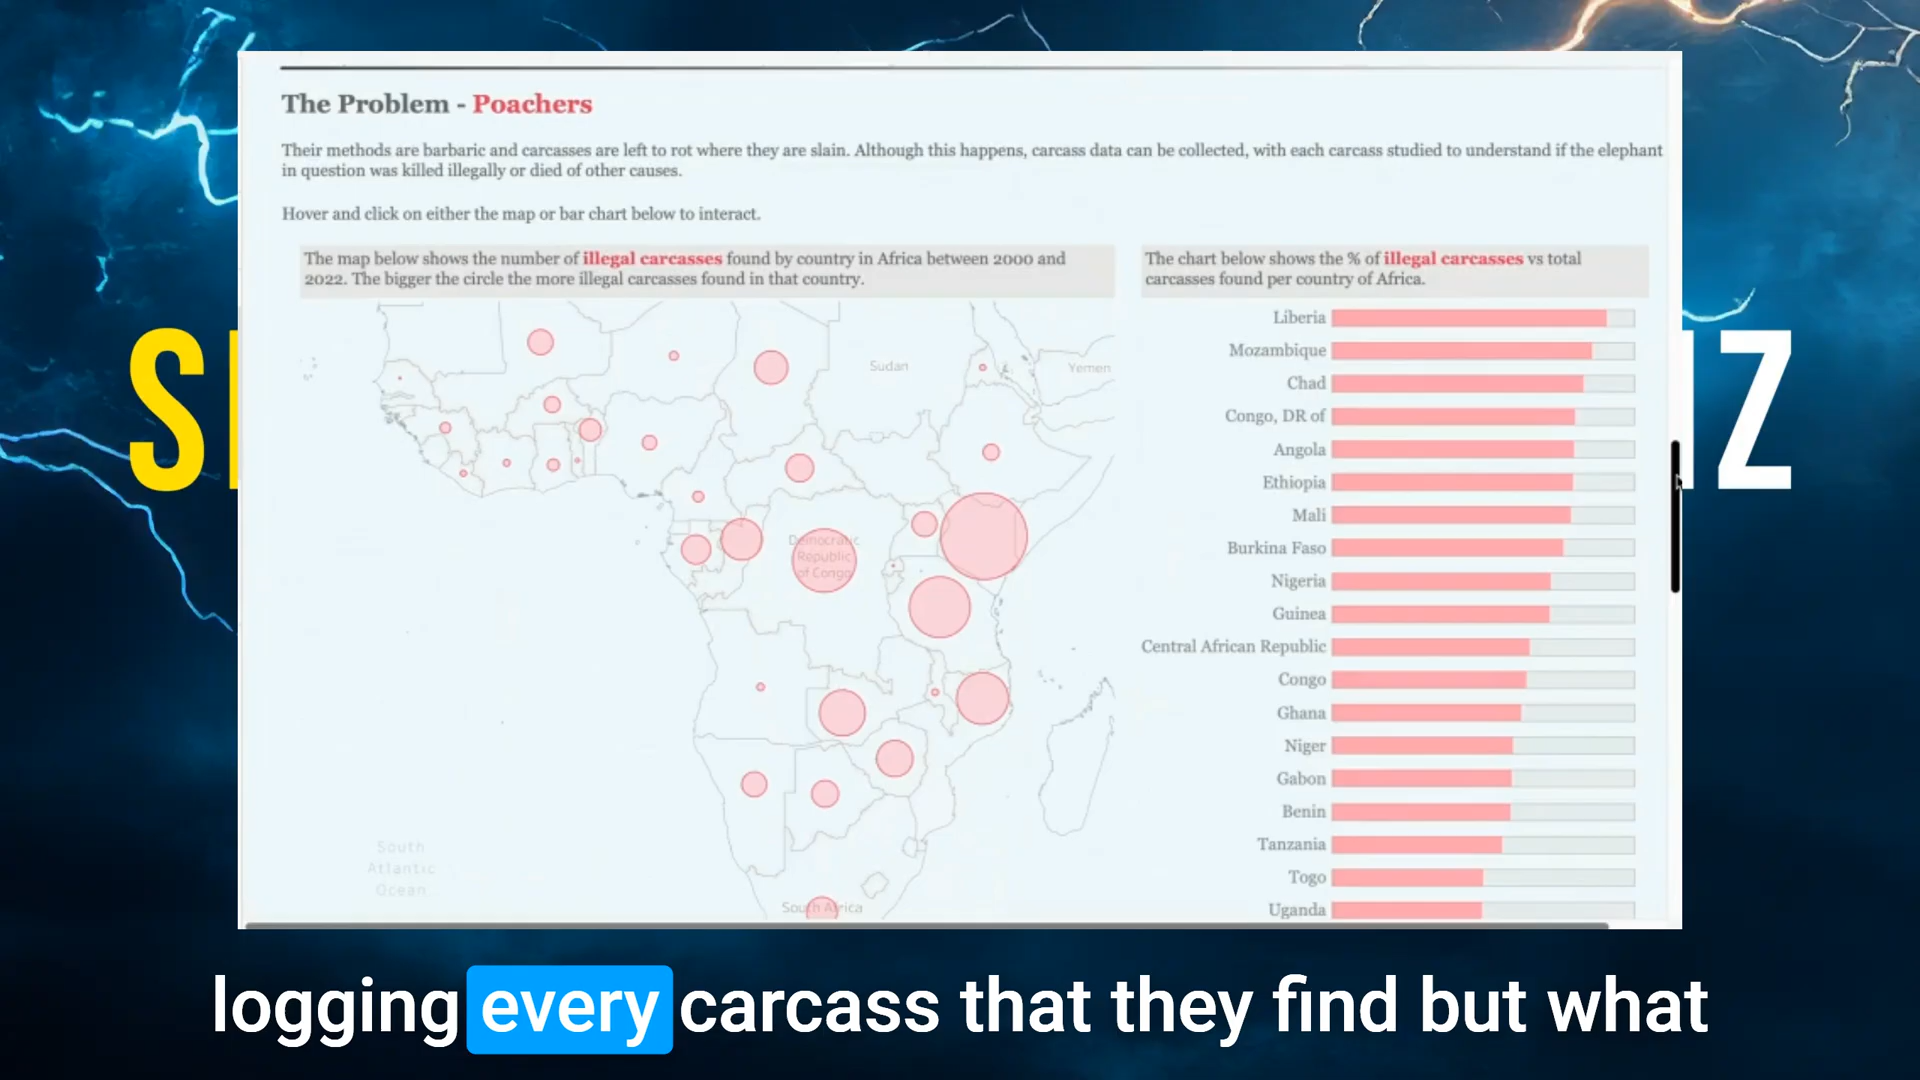 The Problem - Poachers
Their methods are barbaric and carcasses are left to rot where they are slain. Although this happens, carcass data can be collected, with each carcass studied to understand if the elephant
in question was killed illegally or died of other causes.
Hover and click on either the map or bar chart below to interact.
The map below shows the number of illegal carcasses found by country in Africa between 2000 and
2022. The bigger the circle the more illegal carcasses found in that country.
Sudan
Yemen
Democratic
Republic
of Congo
South
Atlantic
Ocean
South Africa
The chart below shows the % of illegal carcasses vs total
carcasses found per country of Africa.
Liberia
Mozambique
Chad
Congo, DR of
Angola
Ethiopia
Mali
Burkina Faso
Nigeria
Guinea
Central African Republic
Congo
Ghana
Niger
Gabon
Benin
Tanzania
Togo
Uganda
logging every carcass that they find but what